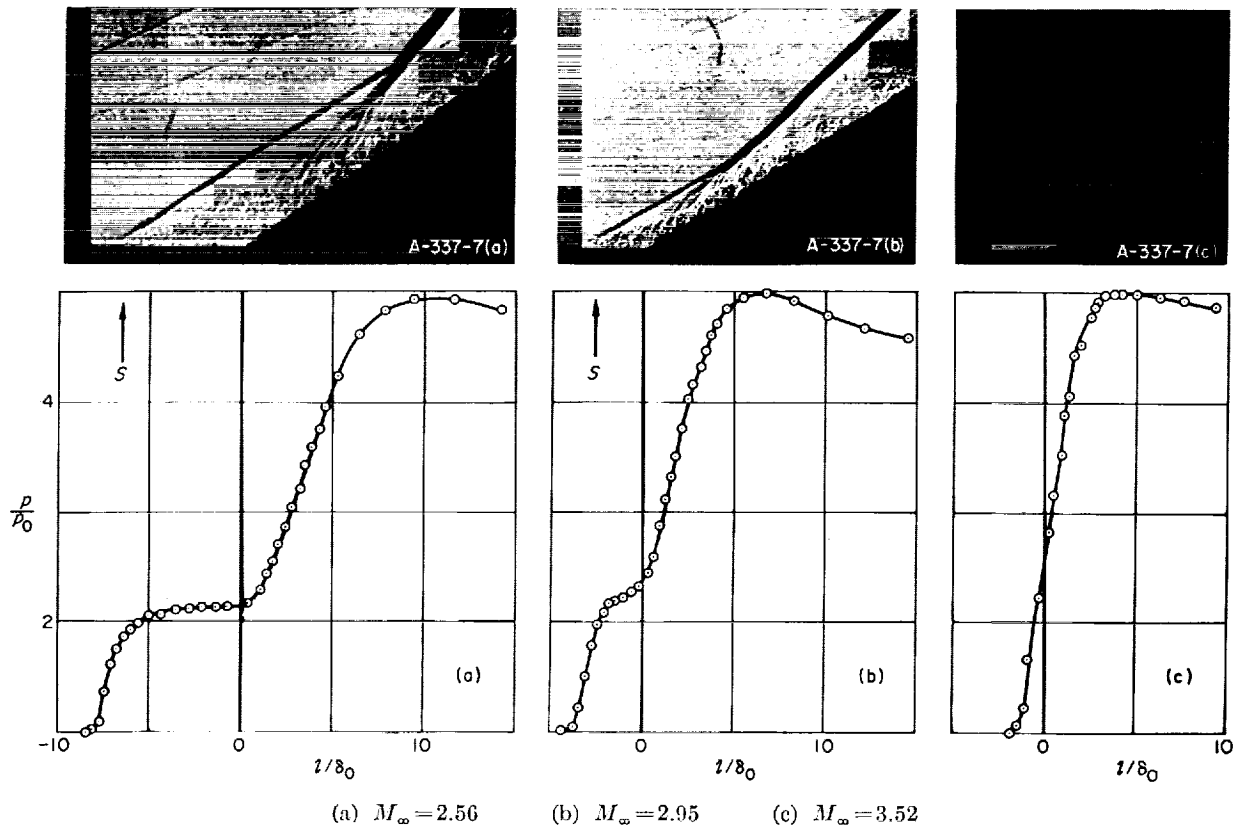 A-337-7(a)
A-337-7(b)
A-337-7(c)
S
S
4
2
p/p₀
(a)
(b)
(c)
-10 0 10
0 10
0 10
l/δ₀
l/δ₀
l/δ₀
(a) M∞=2.56 (b) M∞=2.95 (c) M∞=3.52